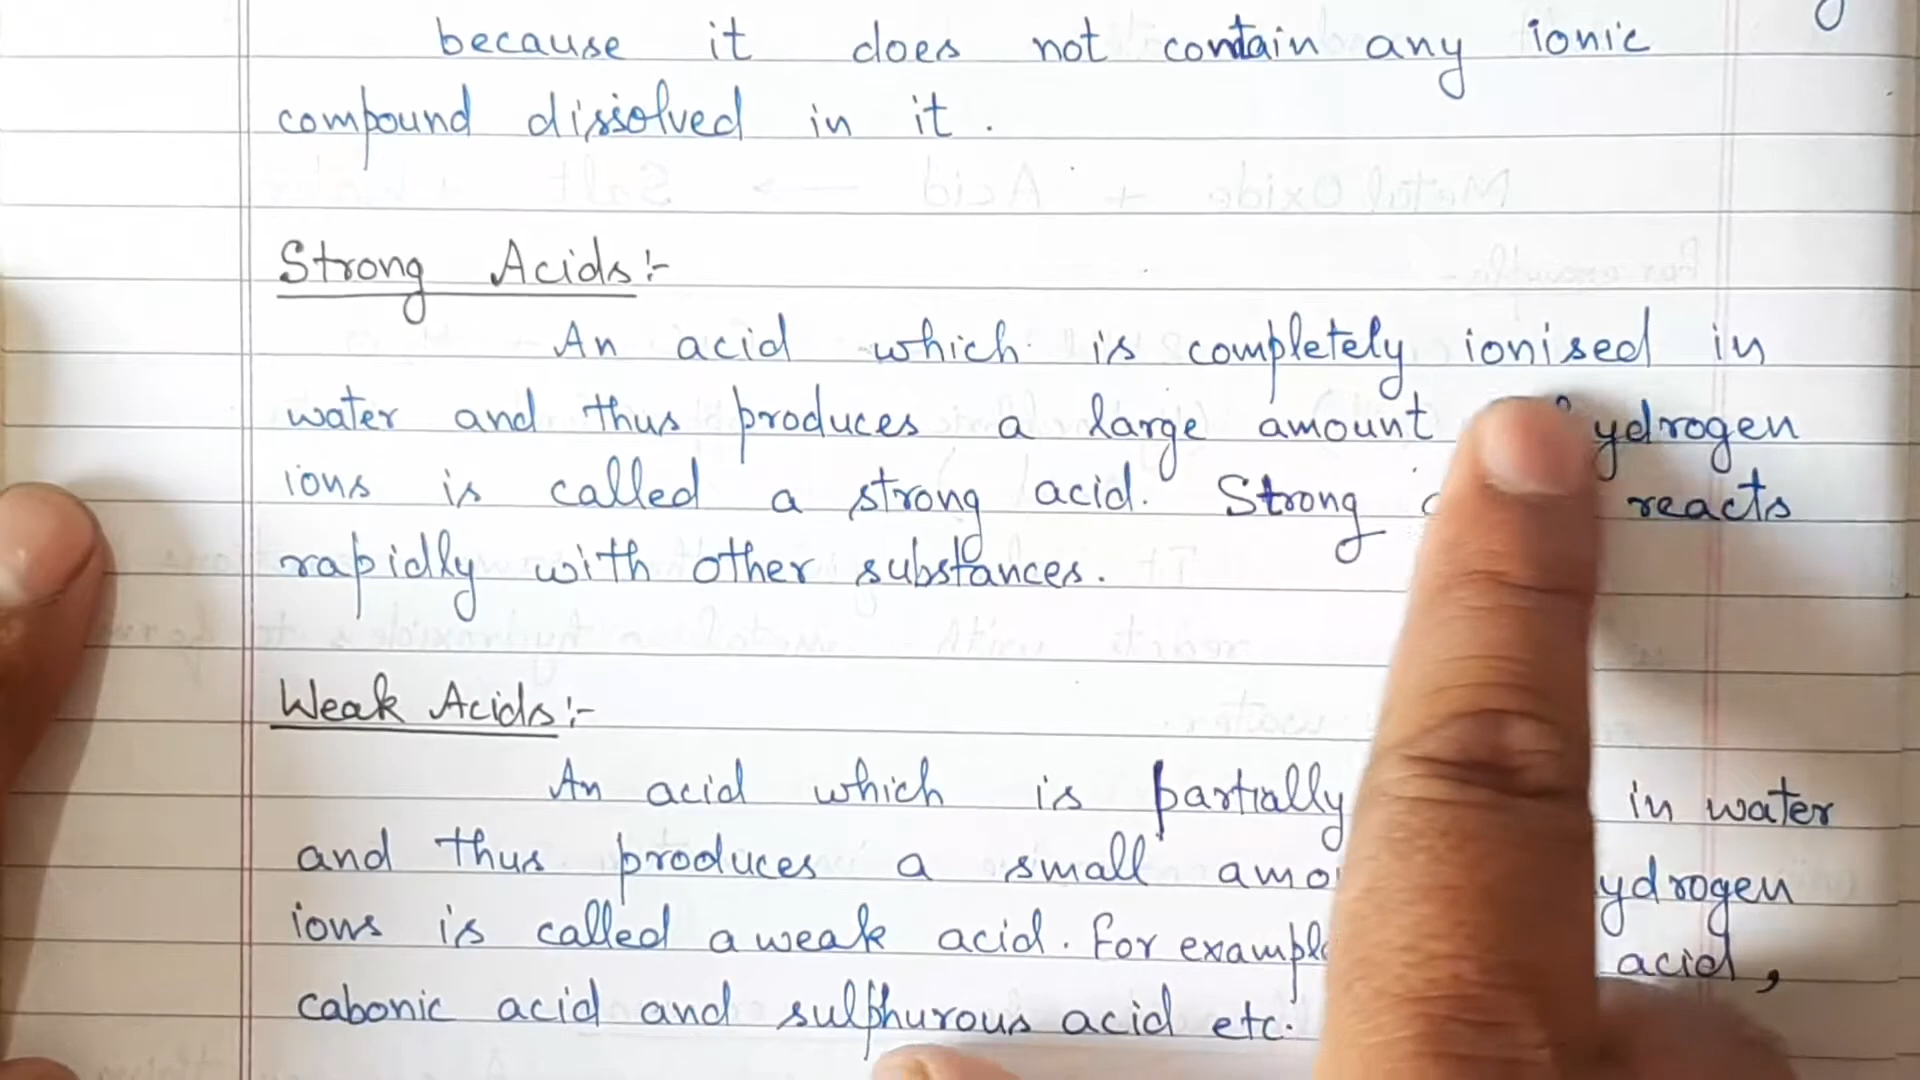 because it does not contain any ionic
compound dissolved in it.
Strong Acids:-
An acid which is completely ionised in
water and thus produces a large amount hydrogen
ions is called a strong acid. Strong reacts
rapidly with other substances.
Weak Acids:-
An acid which is partially in water
and thus produces a small
ions is called a weak acid. For acid,
cabonic acid and sulphurous acid etc.